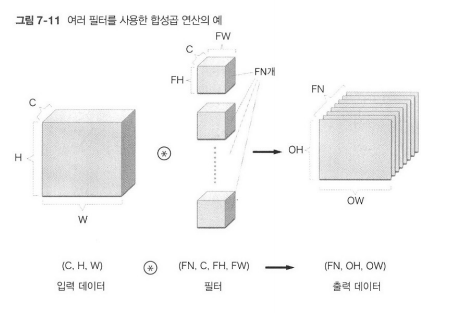 그림 7-11 여러 필터를 사용한 합성곱 연산의 예
FW
C
FH
FN개
C
H
W
FN
OH
OW
(C, H, W) (FN, C, FH, FW) (FN, OH, OW)
입력 데이터 필터 출력 데이터